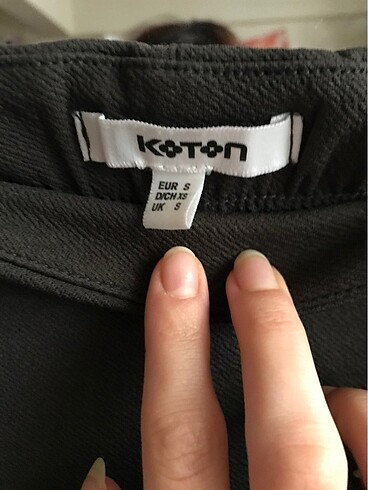 KOTON
EUR S
D/CH XS
UK S